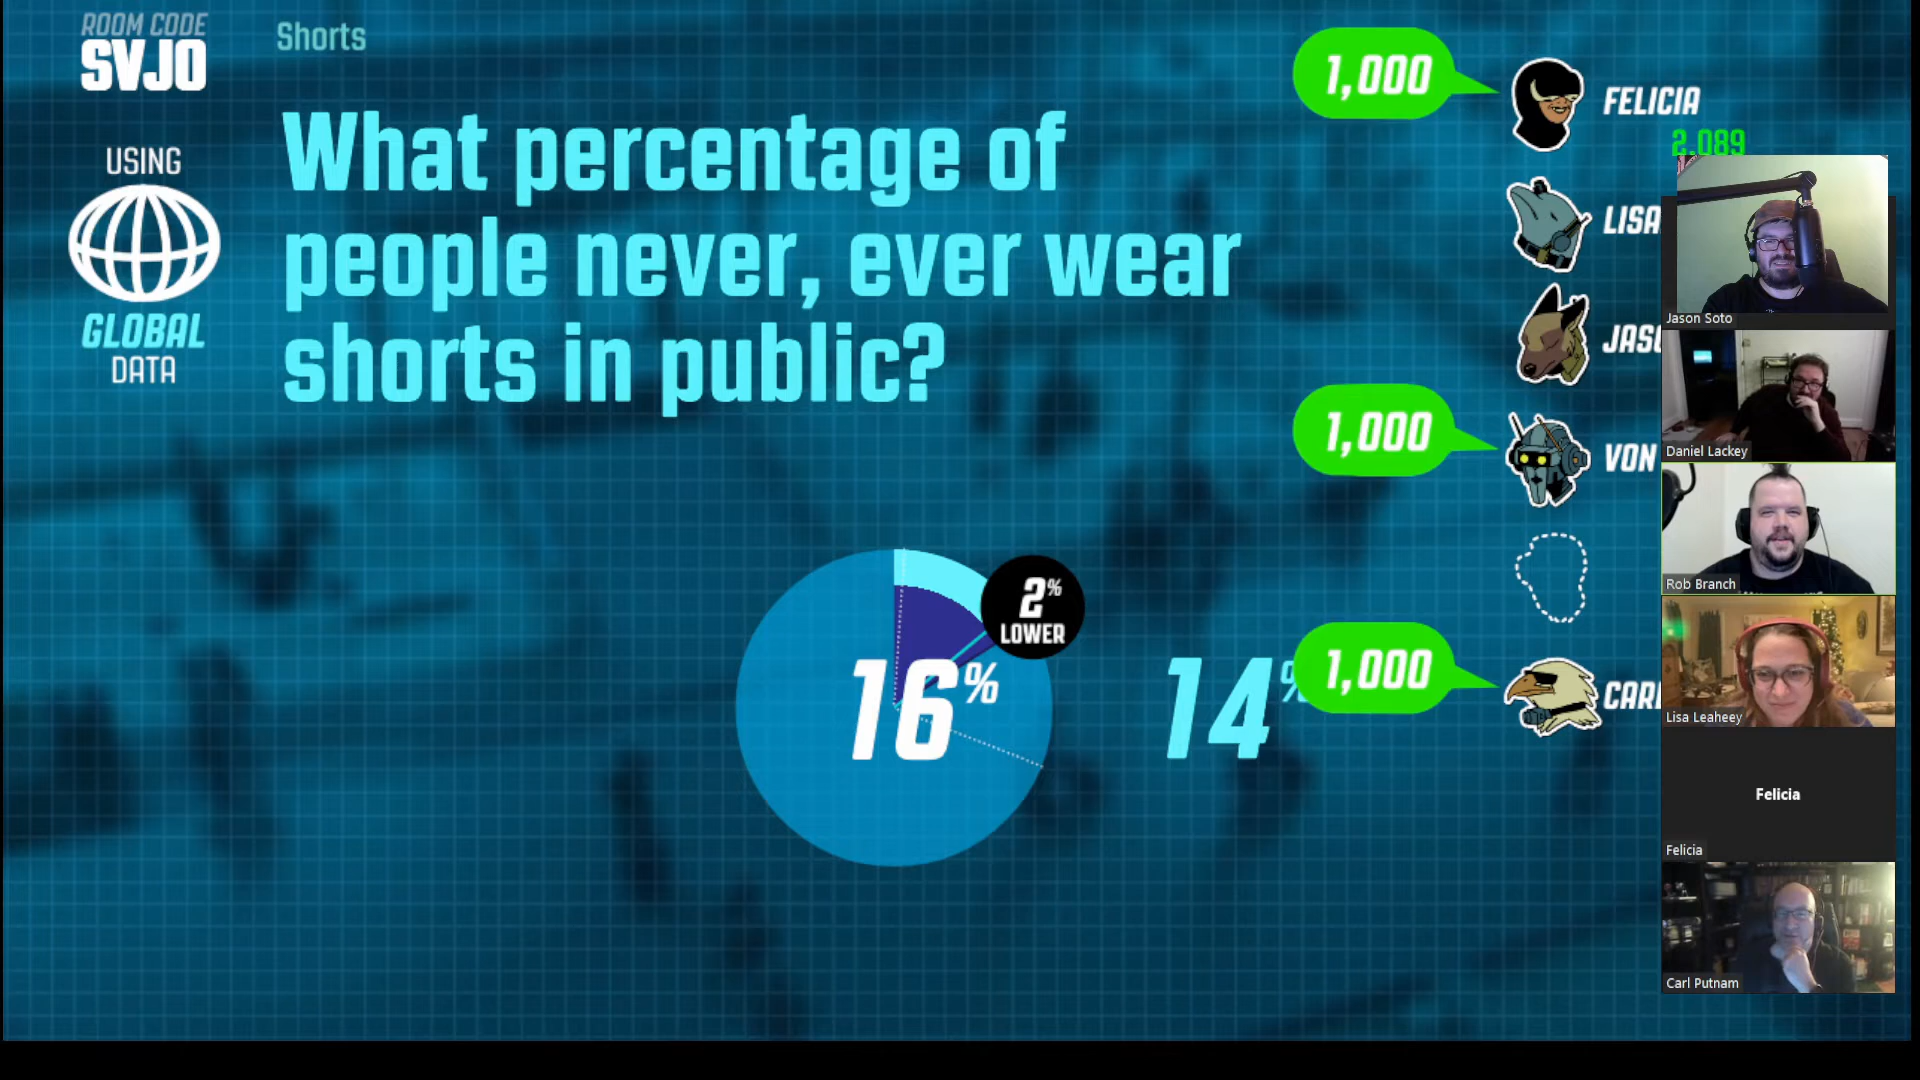 ROOM CODE
SVJO
USING
GLOBAL
DATA
Shorts
What percentage of
people never, ever wear
shorts in public?
2%
LOWER
16%
14%
1,000
FELICIA
2,089
LISA
JASO
1,000
VON
1,000
CARL
Jason Soto
Daniel Lackey
Rob Branch
Lisa Leaheey
Felicia
Felicia
Carl Putnam